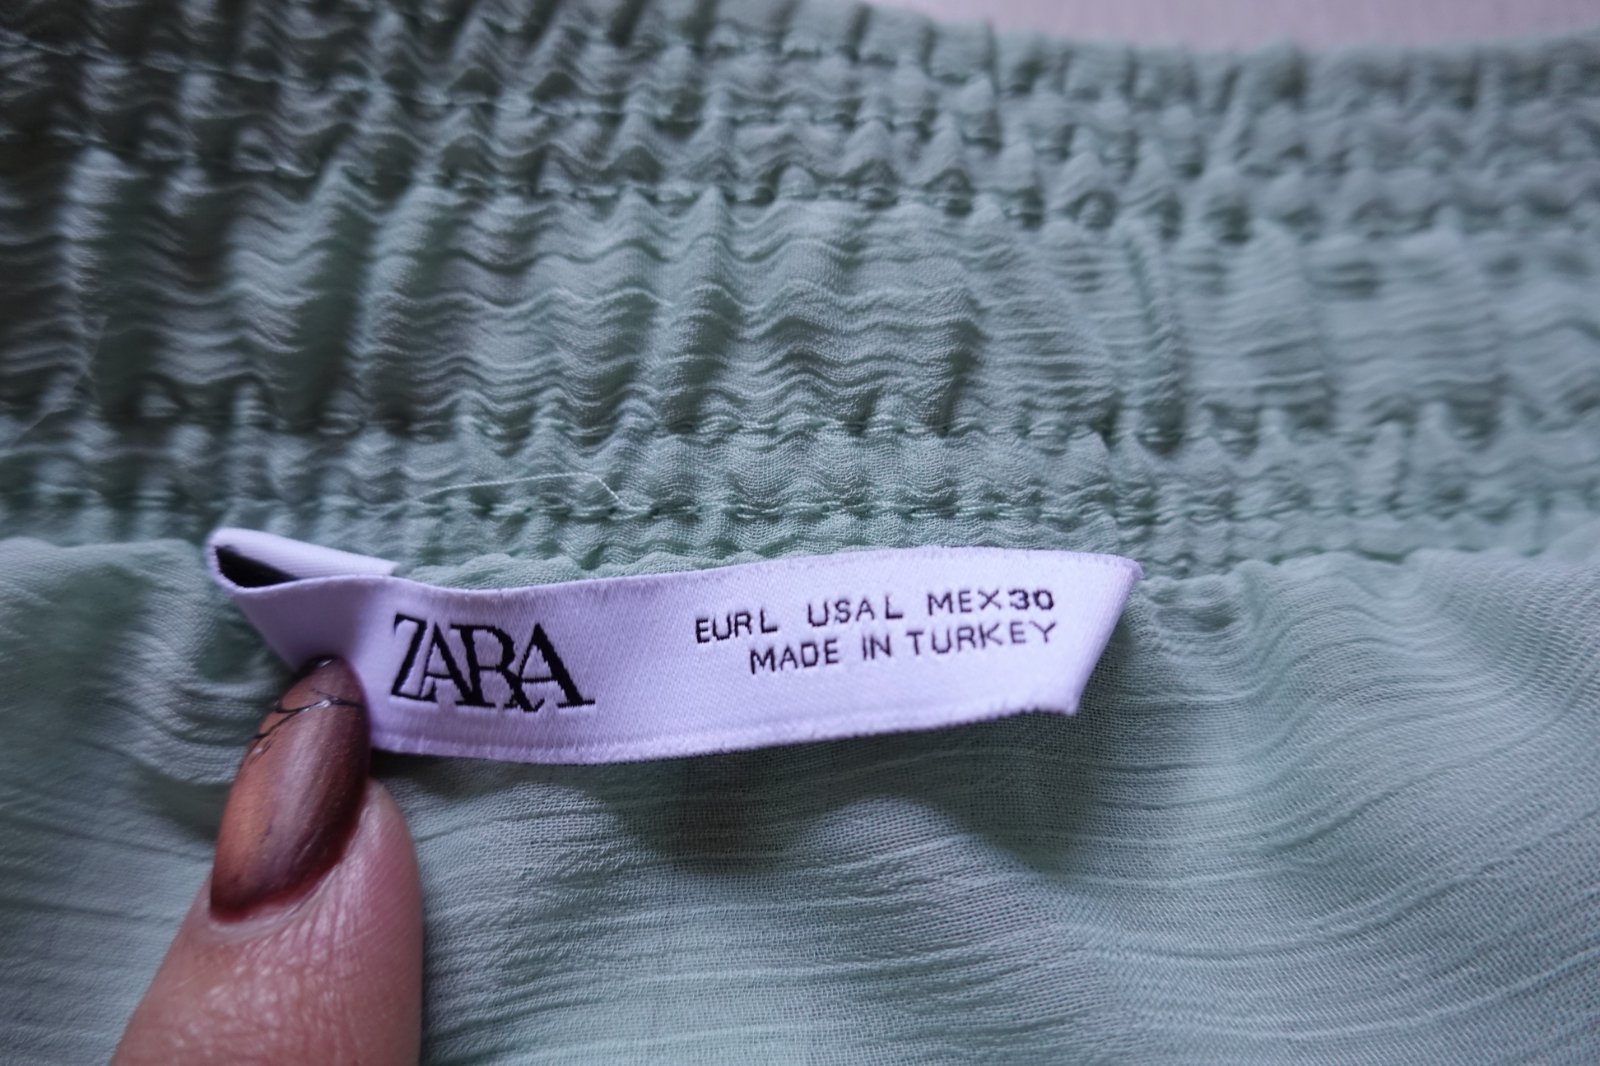 ZARA
EUR L USA L MEX 30
MADE IN TURKEY